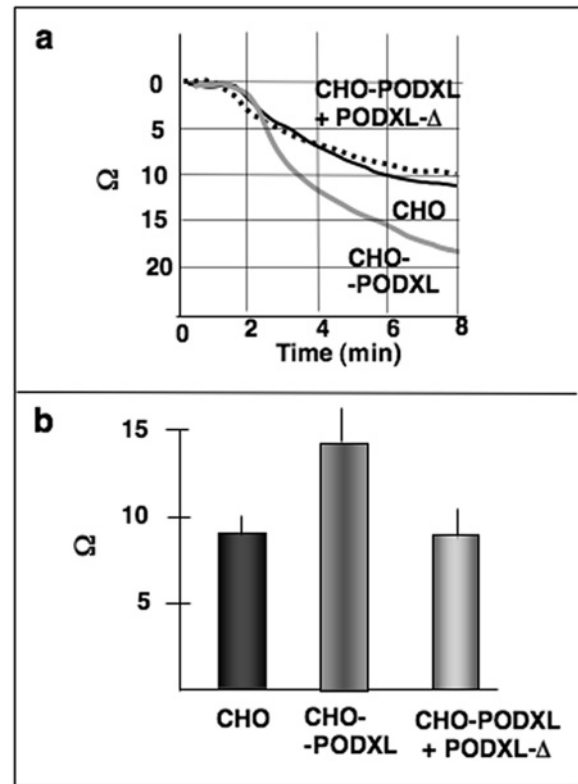 a
0
5
10
15
20
Ω
CHO-PODXL
+ PODXL-Δ
CHO
CHO-
-PODXL
0 2 4 6 8
Time (min)
b
15
10
5
Ω
CHO
CHO-
-PODXL
CHO-PODXL
+ PODXL-Δ